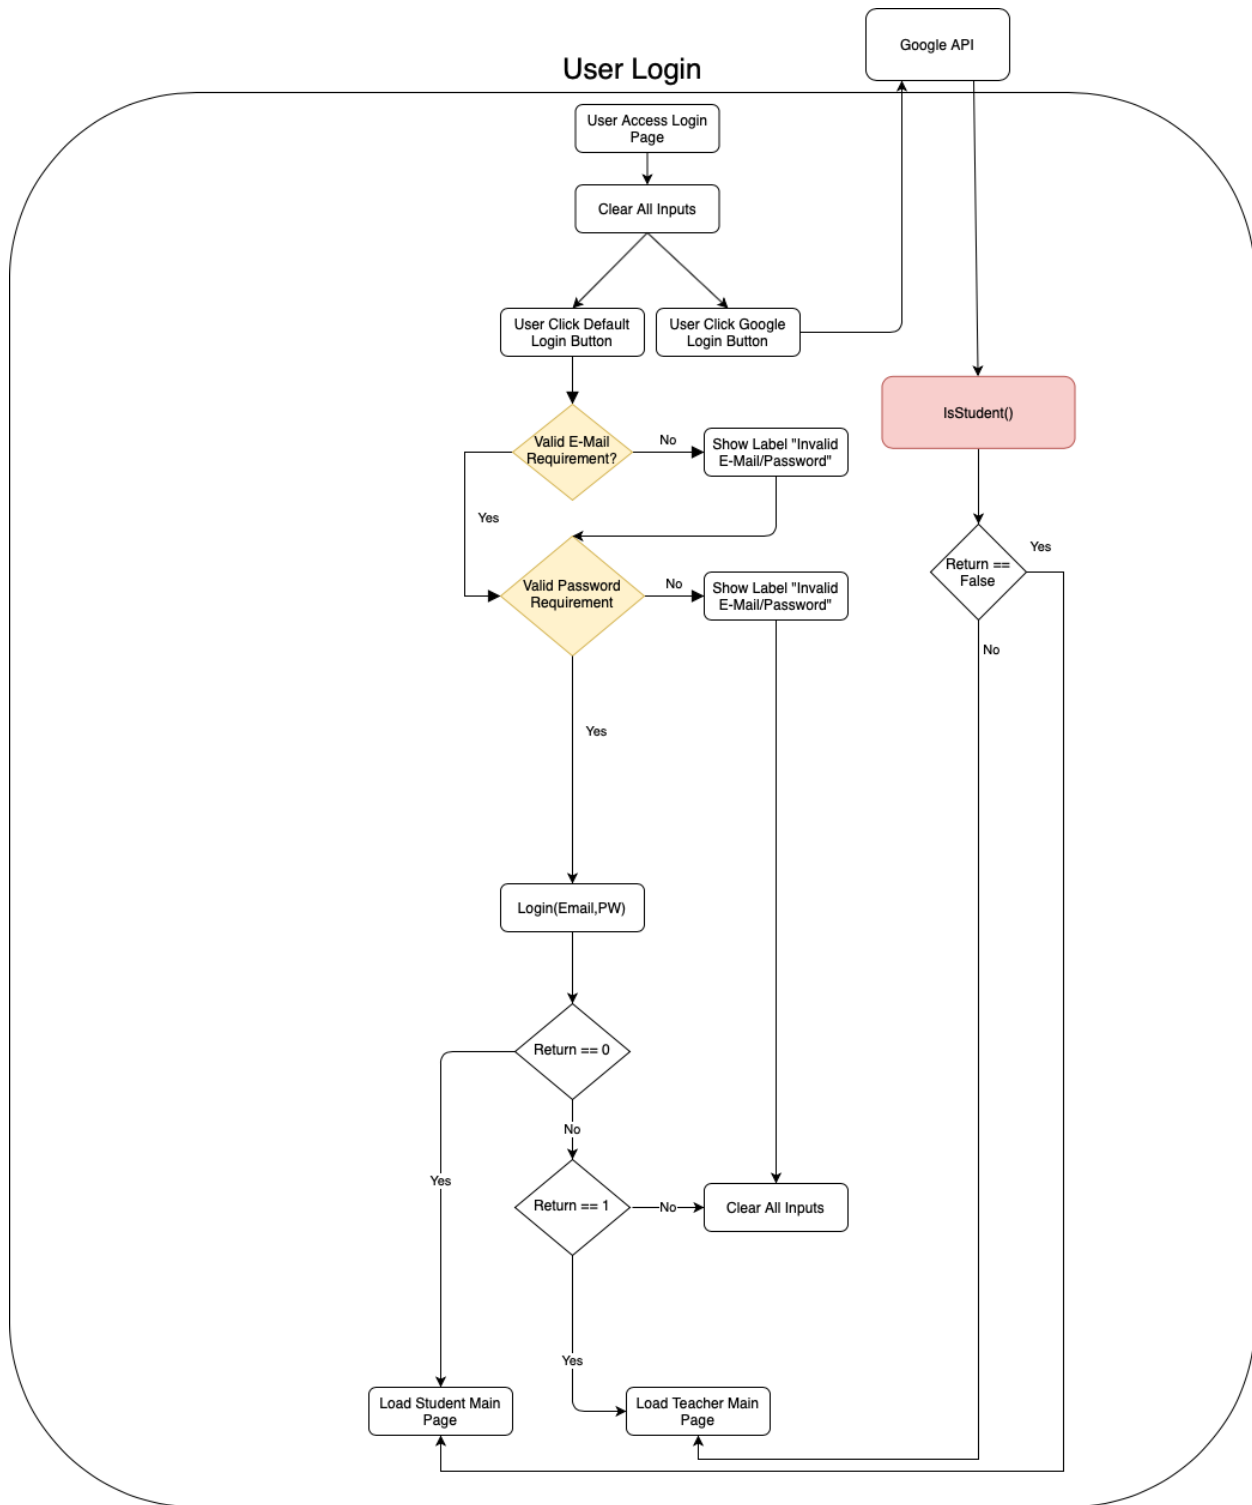 Google API
User Login
User Access Login
Page
Clear All Inputs
User Click Default
Login Button
User Click Google
Login Button
IsStudent()
Valid E-Mail
Requirement?
No
Show Label "Invalid
E-Mail/Password"
Yes
Yes
Return ==
False
Valid Password
Requirement
No
Show Label "Invalid
E-Mail/Password"
No
Yes
Login(Email,PW)
Return == 0
No
Yes
Return == 1
No
Clear All Inputs
Yes
Load Student Main
Page
Load Teacher Main
Page